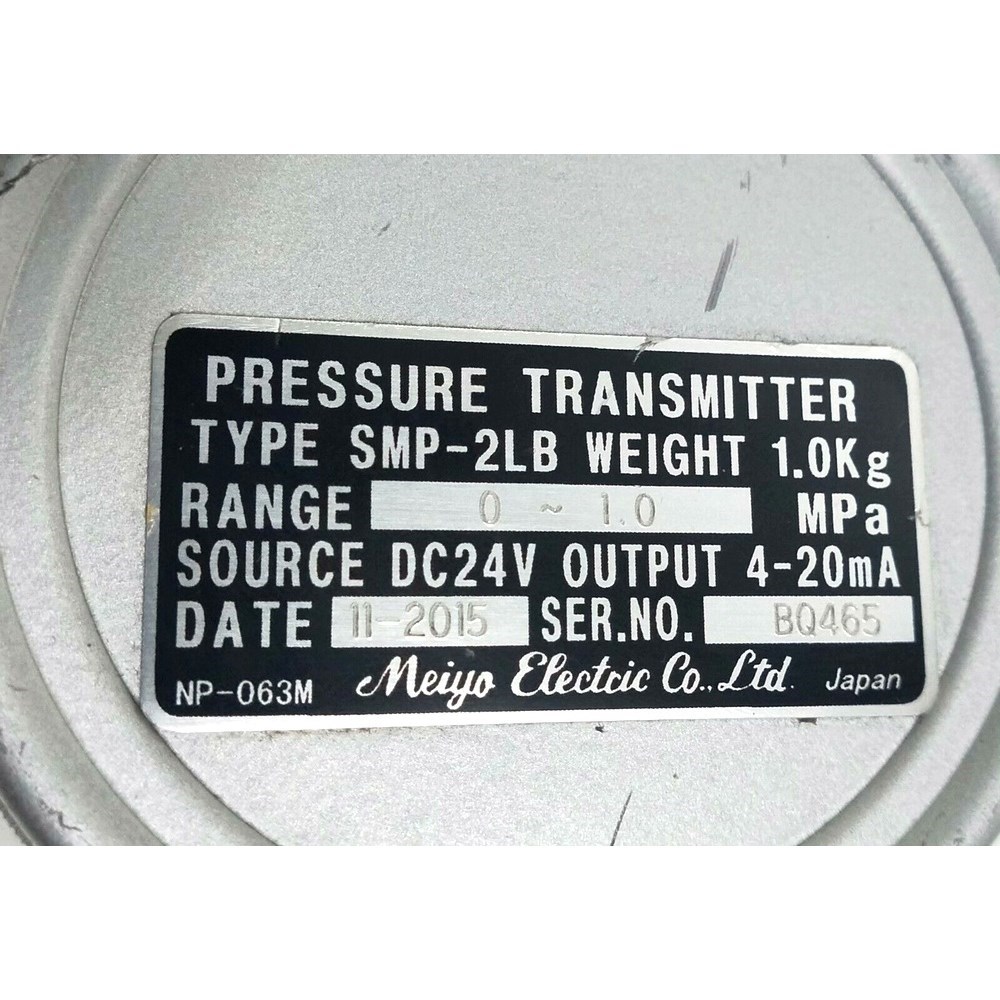 PRESSURE TRANSMITTER
TYPE SMP-2LB WEIGHT 1.0Kg
RANGE 0 ~ 1.0 MPa
SOURCE DC24V OUTPUT 4-20mA
DATE 11-2015 SER.NO. BQ465
NP-063M Meiyo Electric Co., Ltd. Japan